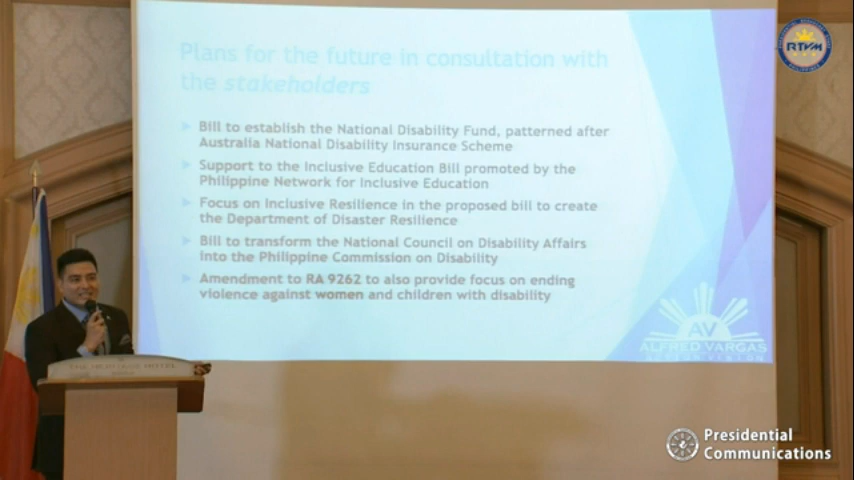 Plans for the future in consultation with
the stakeholders
Bill to establish the National Disability Fund, patterned after
Australia National Disability Insurance Scheme
Support to the Inclusive Education Bill promoted by the
Philippine Network for Inclusive Education
Focus on Inclusive Resilience in the proposed bill to create
the Department of Disaster Resilience
Bill to transform the National Council on Disability Affairs
into the Philippine Commission on Disability
Amendment to RA 9262 to also provide focus on ending
violence against women and children with disability
AV
ALFRED VARGAS
RTVM
PHILIPPINES
THE HERITAGE HOTEL
Presidential
Communications